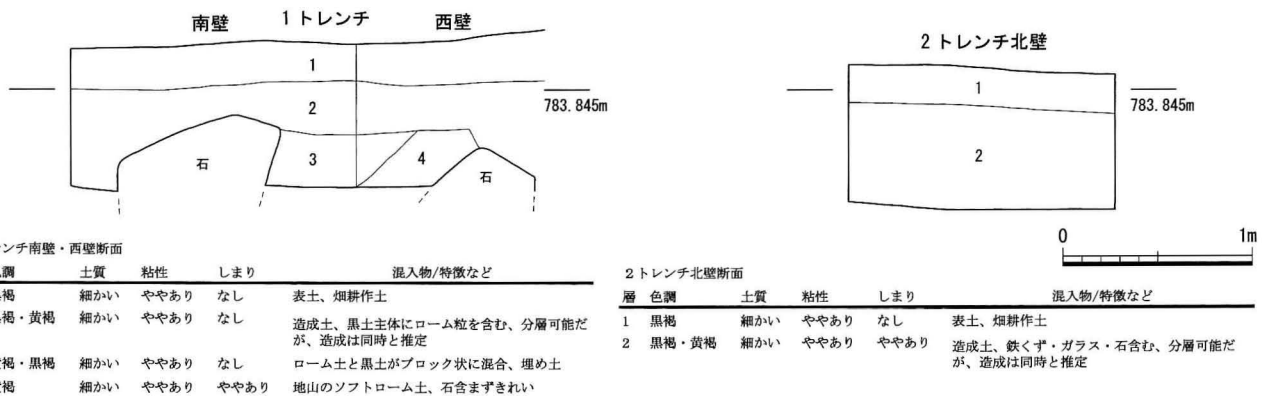 南壁 1トレンチ 西壁
1
2
783.845m
石
3
4
石
2トレンチ北壁
1
783.845m
2
0 1m
ンチ南壁・西壁断面
調 土質 粘性 しまり 混入物/特徴など
褐 細かい ややあり なし 表土、畑耕作土
褐・黄褐 細かい ややあり なし 造成土、黒土主体にローム粒を含む、分層可能だ
が、造成は同時と推定
褐・黒褐 細かい ややあり なし ローム土と黒土がブロック状に混合、埋め土
褐 細かい ややあり ややあり 地山のソフトローム土、石含まずきれい
2トレンチ北壁断面
層 色調 土質 粘性 しまり 混入物/特徴など
1 黒褐 細かい ややあり なし 表土、畑耕作土
2 黒褐・黄褐 細かい ややあり ややあり 造成土、鉄くず・ガラス・石含む、分層可能だ
が、造成は同時と推定